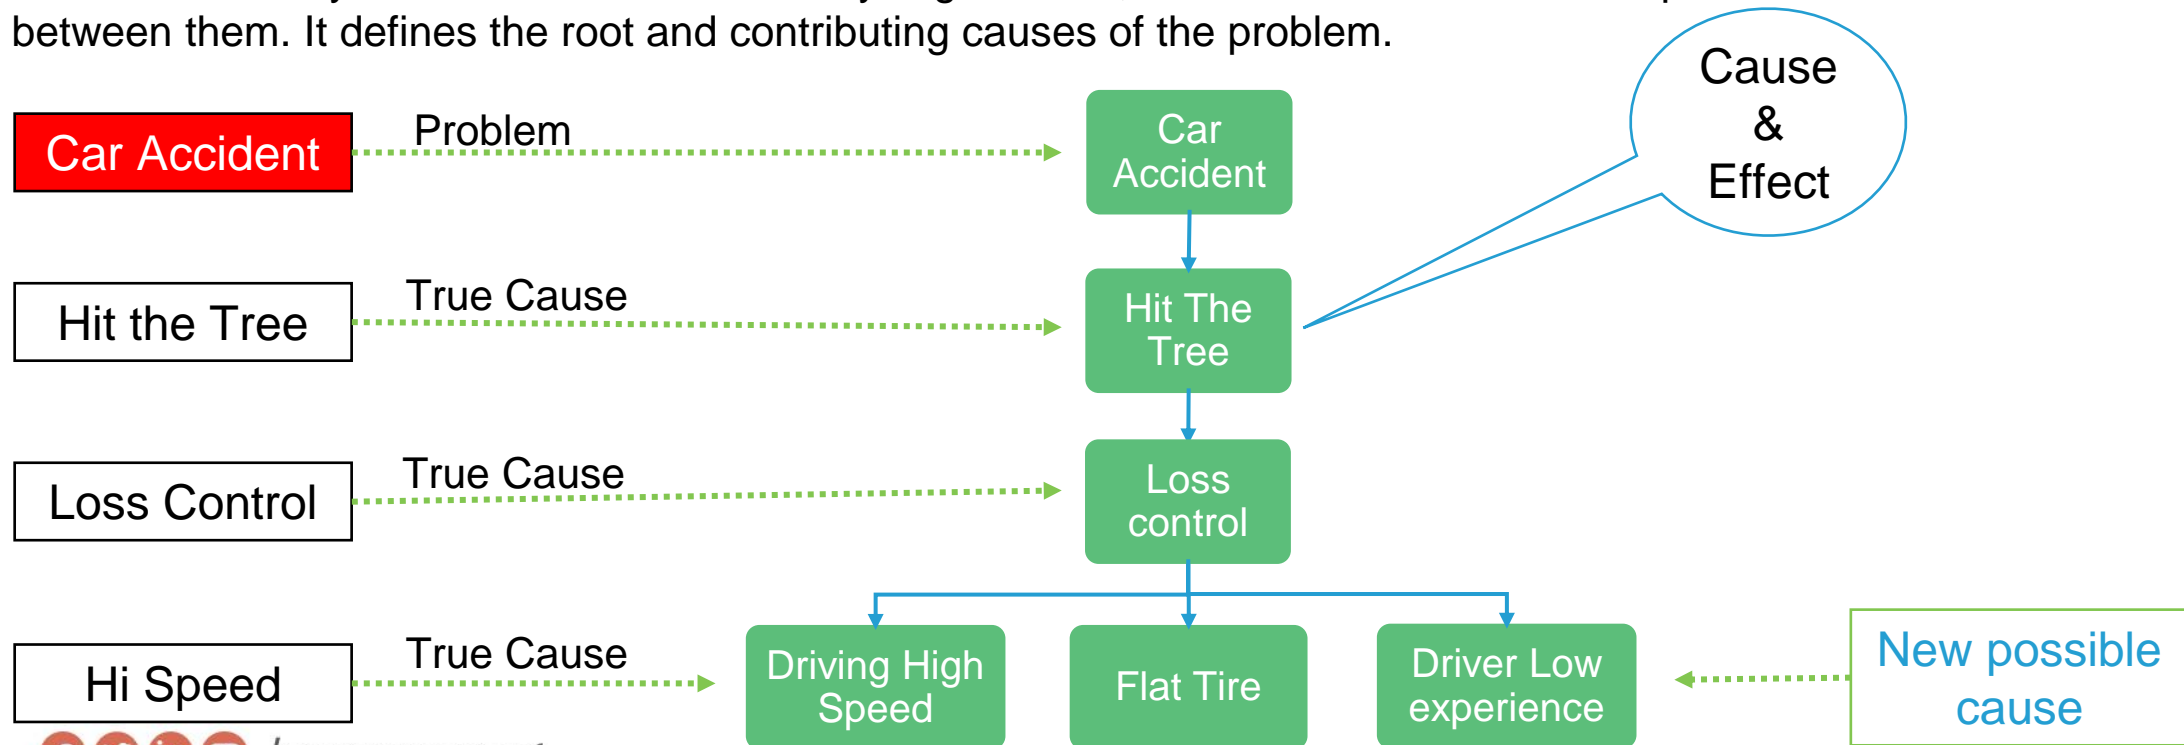 between them. It defines the root and contributing causes of the problem.
Cause
&
Effect
Car Accident
Problem
Car
Accident
Hit the Tree
True Cause
Hit The
Tree
Loss Control
True Cause
Loss
control
Hi Speed
True Cause
Driving High
Speed
Flat Tire
Driver Low
experience
New possible
cause